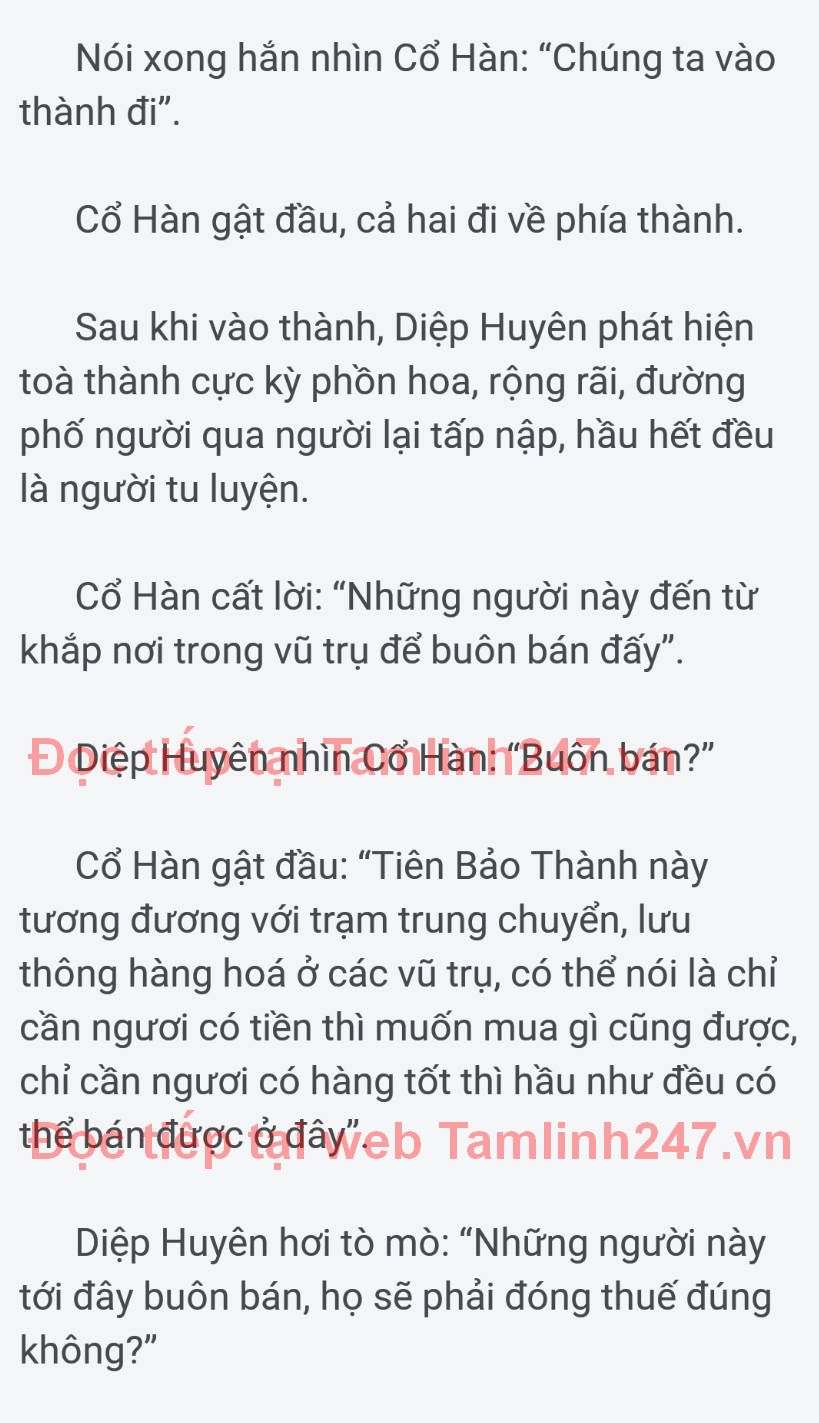 Nói xong hắn nhìn Cổ Hàn: “Chúng ta vào
thành đi”.
Cổ Hàn gật đầu, cả hai đi về phía thành.
Sau khi vào thành, Diệp Huyên phát hiện
toà thành cực kỳ phồn hoa, rộng rãi, đường
phố người qua người lại tấp nập, hầu hết đều
là người tu luyện.
Cổ Hàn cất lời: “Những người này đến từ
khắp nơi trong vũ trụ để buôn bán đấy”.
Diệp Huyên nhìn Cổ Hàn: “Buôn bán?”
Đọc tiếp tại Tamlinh247.vn
Cổ Hàn gật đầu: “Tiên Bảo Thành này
tương đương với trạm trung chuyển, lưu
thông hàng hoá ở các vũ trụ, có thể nói là chỉ
cần ngươi có tiền thì muốn mua gì cũng được,
chỉ cần ngươi có hàng tốt thì hầu như đều có
thể bán được ở đây”.
Đọc tiếp tại web Tamlinh247.vn
Diệp Huyên hơi tò mò: “Những người này
tới đây buôn bán, họ sẽ phải đóng thuế đúng
không?”